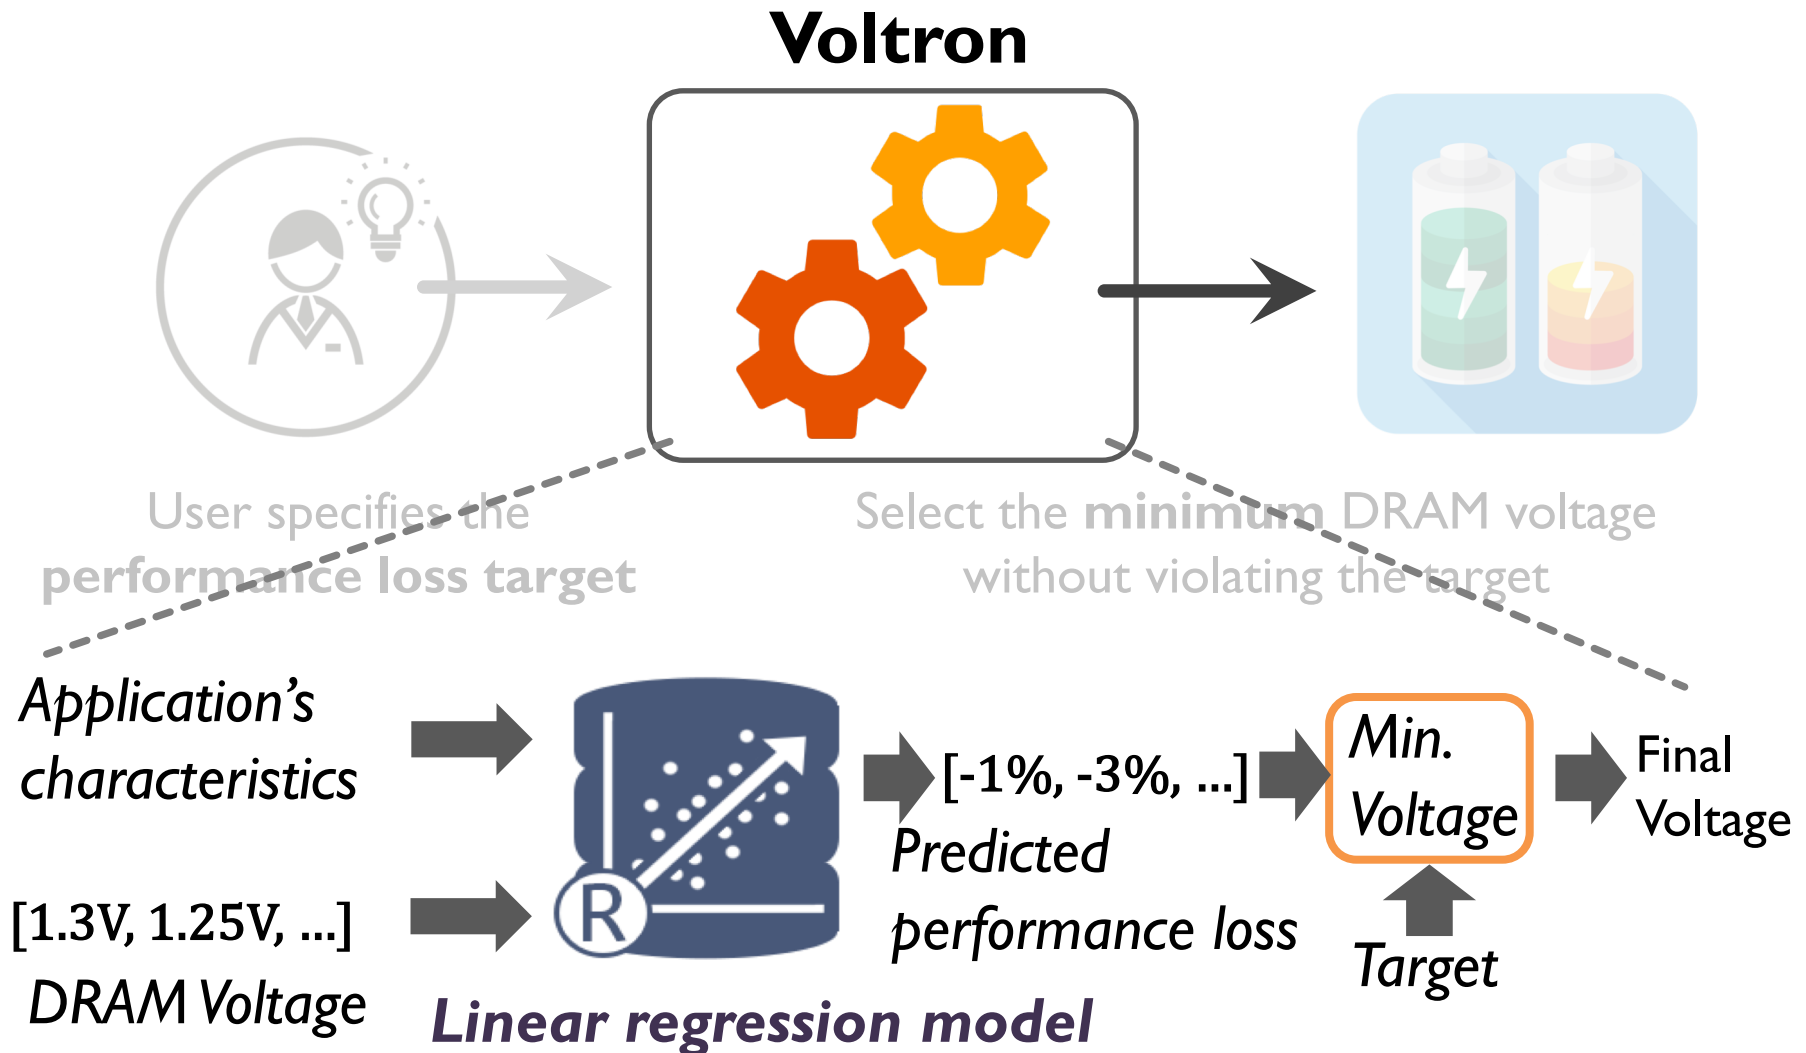 Voltron
User specifies the
performance loss target
Select the minimum DRAM voltage
without violating the target
Application’s
characteristics
[1.3V, 1.25V, ...]
DRAM Voltage
R
Linear regression model
[-1%, -3%, ...]
Predicted
performance loss
Min.
Voltage
Target
Final
Voltage